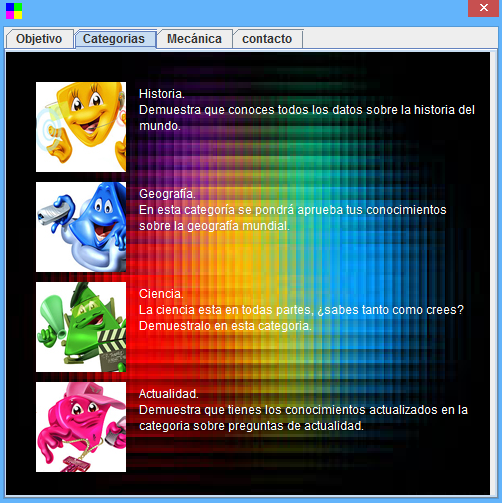 Objetivo
Categorias
Mecánica
contacto
Historia.
Demuestra que conoces todos los datos sobre la historia del
mundo.
Geografía.
En esta categoría se pondrá aprueba tus conocimientos
sobre la geografía mundial.
Ciencia.
La ciencia esta en todas partes, ¿sabes tanto como crees?
Demuestralo en esta categoria.
Actualidad.
Demuestra que tienes los conocimientos actualizados en la
categoria sobre preguntas de actualidad.